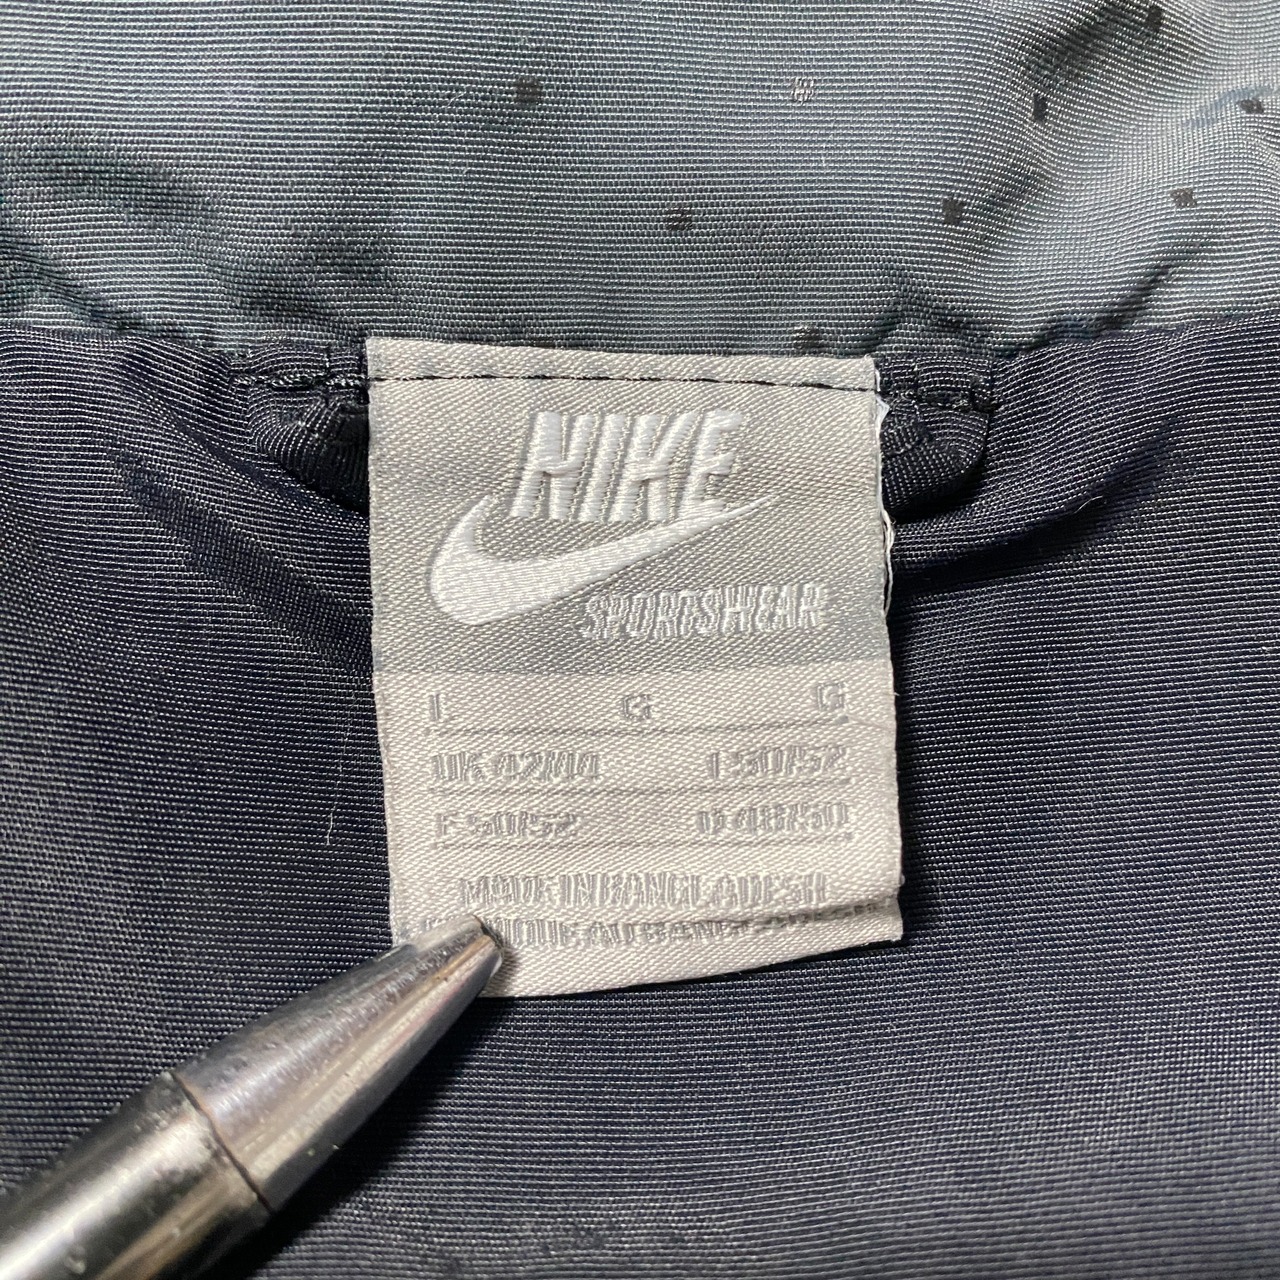 NIKE
SPORTSWEAR
L G G
UK 42/44 I 50/52
F 50/52 D 48/50
MADE IN BANGLADESH